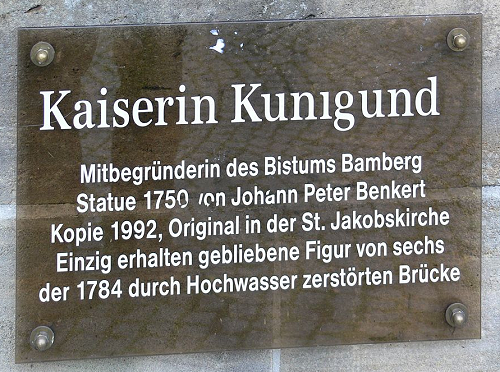 Kaiserin Kunigund
Mitbegründerin des Bistums Bamberg
Statue 1750 von Johann Peter Benkert
Kopie 1992, Original in der St. Jakobskirche
Einzig erhalten gebliebene Figur von sechs
der 1784 durch Hochwasser zerstörten Brücke